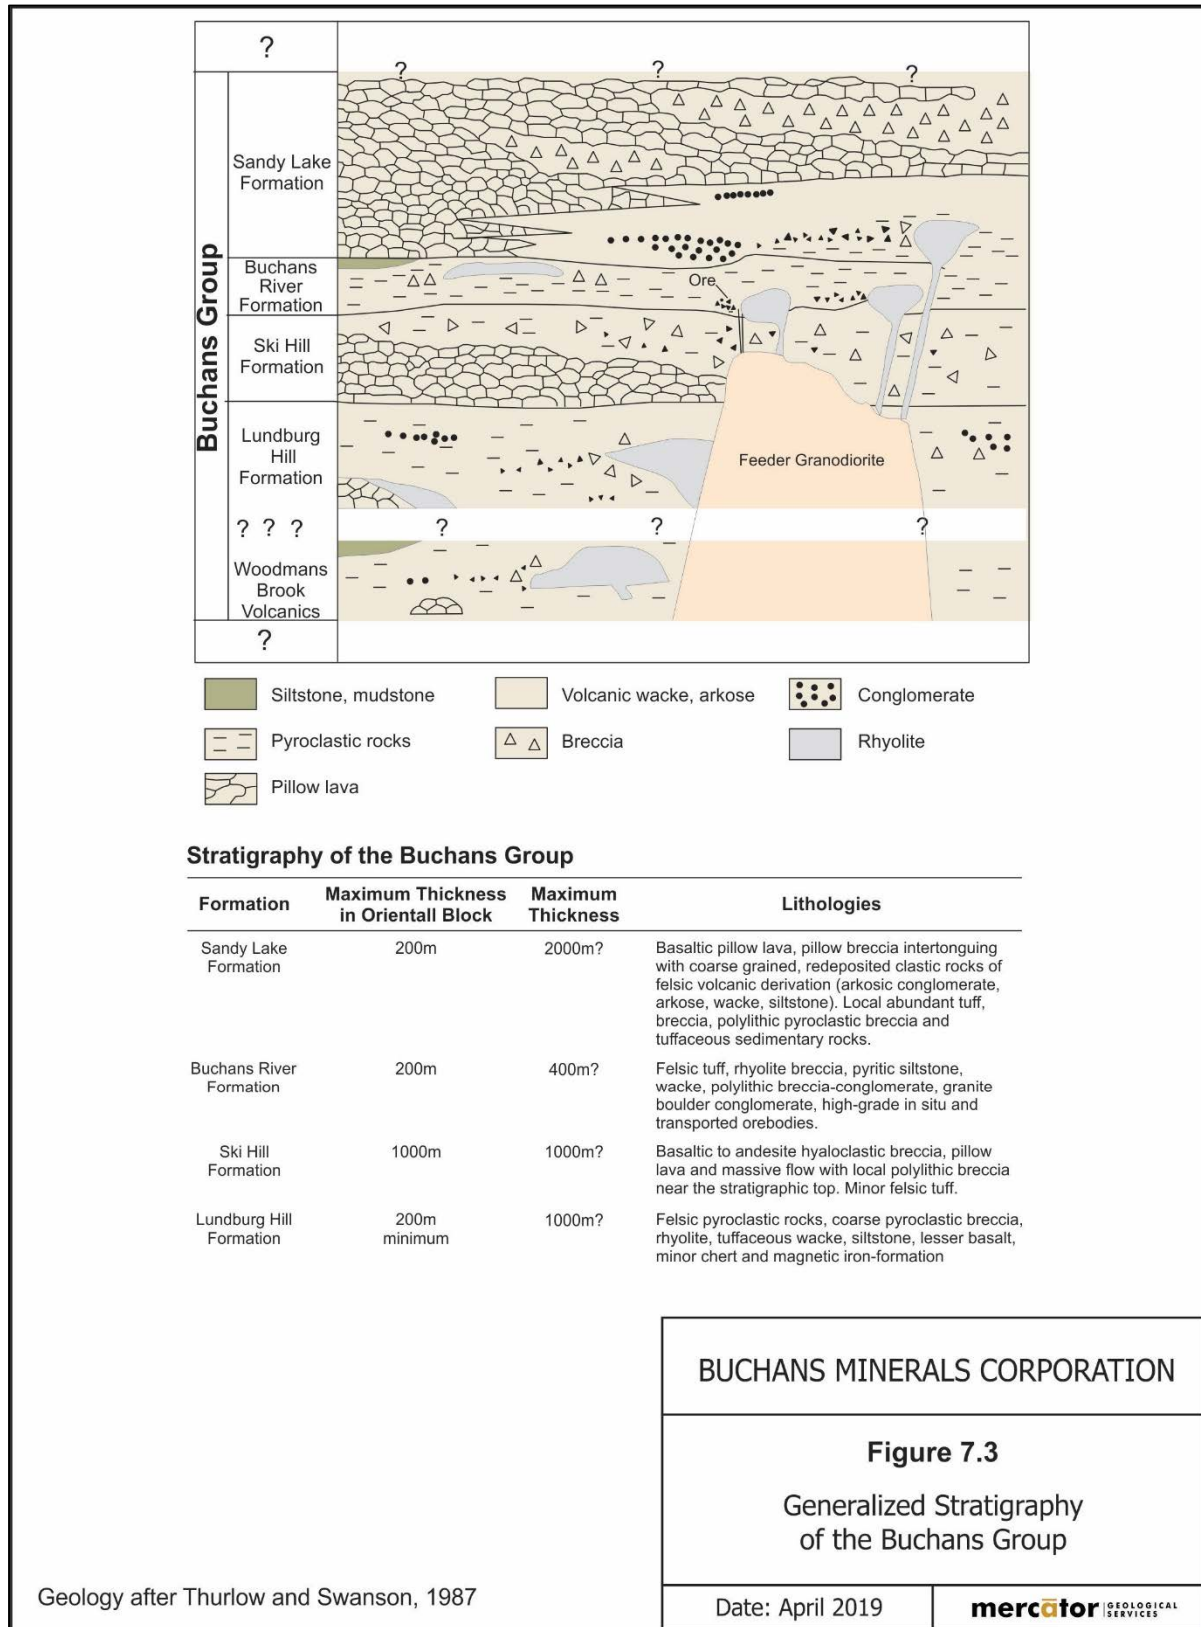 ?
? ? ?
Buchans Group
Sandy Lake
Formation
Buchans
River
Formation
Ore
Ski Hill
Formation
Lundburg
Hill
Formation
Feeder Granodiorite
? ? ?
? ? ?
Woodmans
Brook
Volcanics
?
Siltstone, mudstone
Volcanic wacke, arkose
Conglomerate
Pyroclastic rocks
Breccia
Rhyolite
Pillow lava
Stratigraphy of the Buchans Group
Formation
Maximum Thickness
in Orientall Block
Maximum
Thickness
Lithologies
Sandy Lake
Formation
200m
2000m?
Basaltic pillow lava, pillow breccia intertonguing
with coarse grained, redeposited clastic rocks of
felsic volcanic derivation (arkosic conglomerate,
arkose, wacke, siltstone). Local abundant tuff,
breccia, polylithic pyroclastic breccia and
tuffaceous sedimentary rocks.
Buchans River
Formation
200m
400m?
Felsic tuff, rhyolite breccia, pyritic siltstone,
wacke, polylithic breccia-conglomerate, granite
boulder conglomerate, high-grade in situ and
transported orebodies.
Ski Hill
Formation
1000m
1000m?
Basaltic to andesite hyaloclastic breccia, pillow
lava and massive flow with local polylithic breccia
near the stratigraphic top. Minor felsic tuff.
Lundburg Hill
Formation
200m
minimum
1000m?
Felsic pyroclastic rocks, coarse pyroclastic breccia,
rhyolite, tuffaceous wacke, siltstone, lesser basalt,
minor chert and magnetic iron-formation
BUCHANS MINERALS CORPORATION
Figure 7.3
Generalized Stratigraphy
of the Buchans Group
Geology after Thurlow and Swanson, 1987
Date: April 2019
mercātor GEOLOGICAL
SERVICES